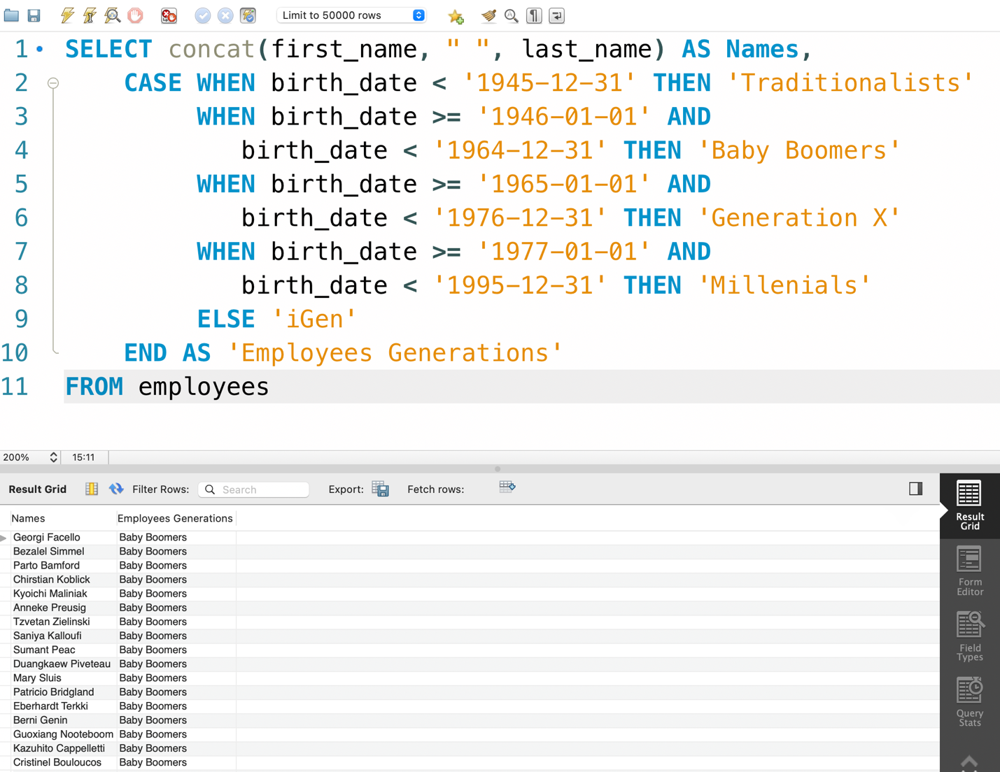 Limit to 50000 rows
1 SELECT concat(first_name, " ", last_name) AS Names,
2 CASE WHEN birth_date < '1945-12-31' THEN 'Traditionalists'
3 WHEN birth_date >= '1946-01-01' AND
4 birth_date < '1964-12-31' THEN 'Baby Boomers'
5 WHEN birth_date >= '1965-01-01' AND
6 birth_date < '1976-12-31' THEN 'Generation X'
7 WHEN birth_date >= '1977-01-01' AND
8 birth_date < '1995-12-31' THEN 'Millenials'
9 ELSE 'iGen'
10 END AS 'Employees Generations'
11 FROM employees
200% 15:11
Result Grid Filter Rows: Search Export: Fetch rows:
Names Employees Generations
Georgi Facello Baby Boomers
Bezalel Simmel Baby Boomers
Parto Bamford Baby Boomers
Chirstian Koblick Baby Boomers
Kyoichi Maliniak Baby Boomers
Anneke Preusig Baby Boomers
Tzvetan Zielinski Baby Boomers
Saniya Kalloufi Baby Boomers
Sumant Peac Baby Boomers
Duangkaew Piveteau Baby Boomers
Mary Sluis Baby Boomers
Patricio Bridgland Baby Boomers
Eberhardt Terkki Baby Boomers
Berni Genin Baby Boomers
Guoxiang Nooteboom Baby Boomers
Kazuhito Cappelletti Baby Boomers
Cristinel Bouloucos Baby Boomers
Result
Grid
Form
Editor
Field
Types
Query
Stats